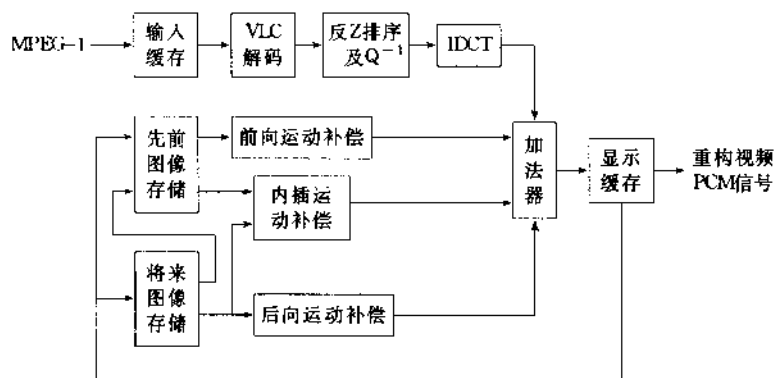 MPEG-1
输入
缓存
VLC
解码
反Z排序
及Q⁻¹
IDCT
先前
图像
存储
前向运动补偿
内插运
动补偿
加
法
器
显示
缓存
重构视频
PCM信号
将来
图像
存储
后向运动补偿